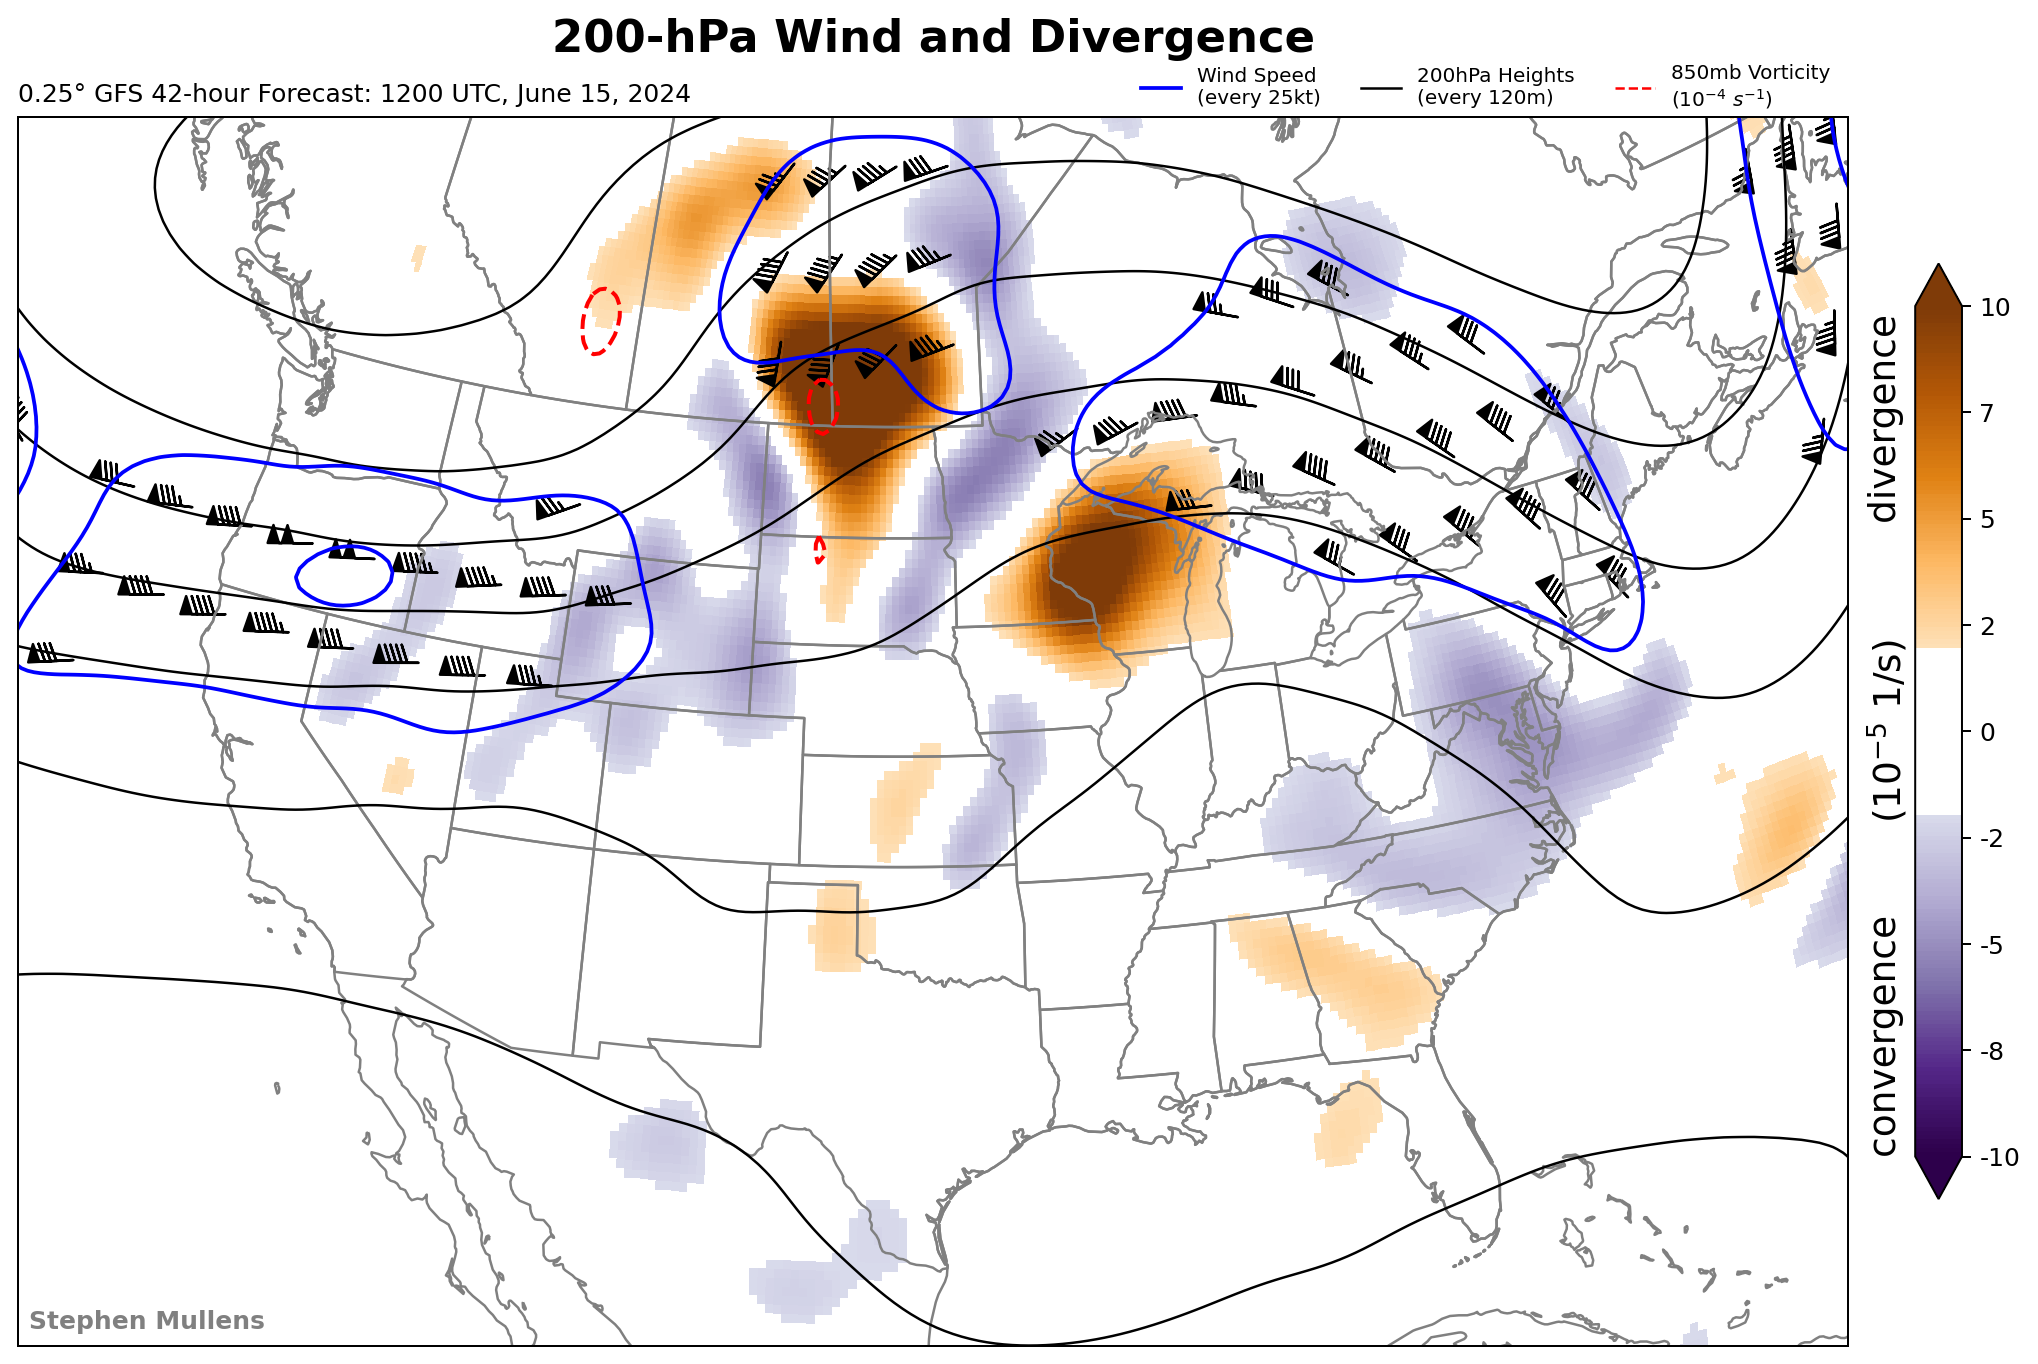 200-hPa Wind and Divergence
0.25° GFS 42-hour Forecast: 1200 UTC, June 15, 2024
Wind Speed
(every 25kt)
200hPa Heights
(every 120m)
850mb Vorticity
(10⁻⁴ s⁻¹)
10
7
5
2
0
-2
-5
-8
-10
convergence (10⁻⁵ 1/s) divergence
Stephen Mullens